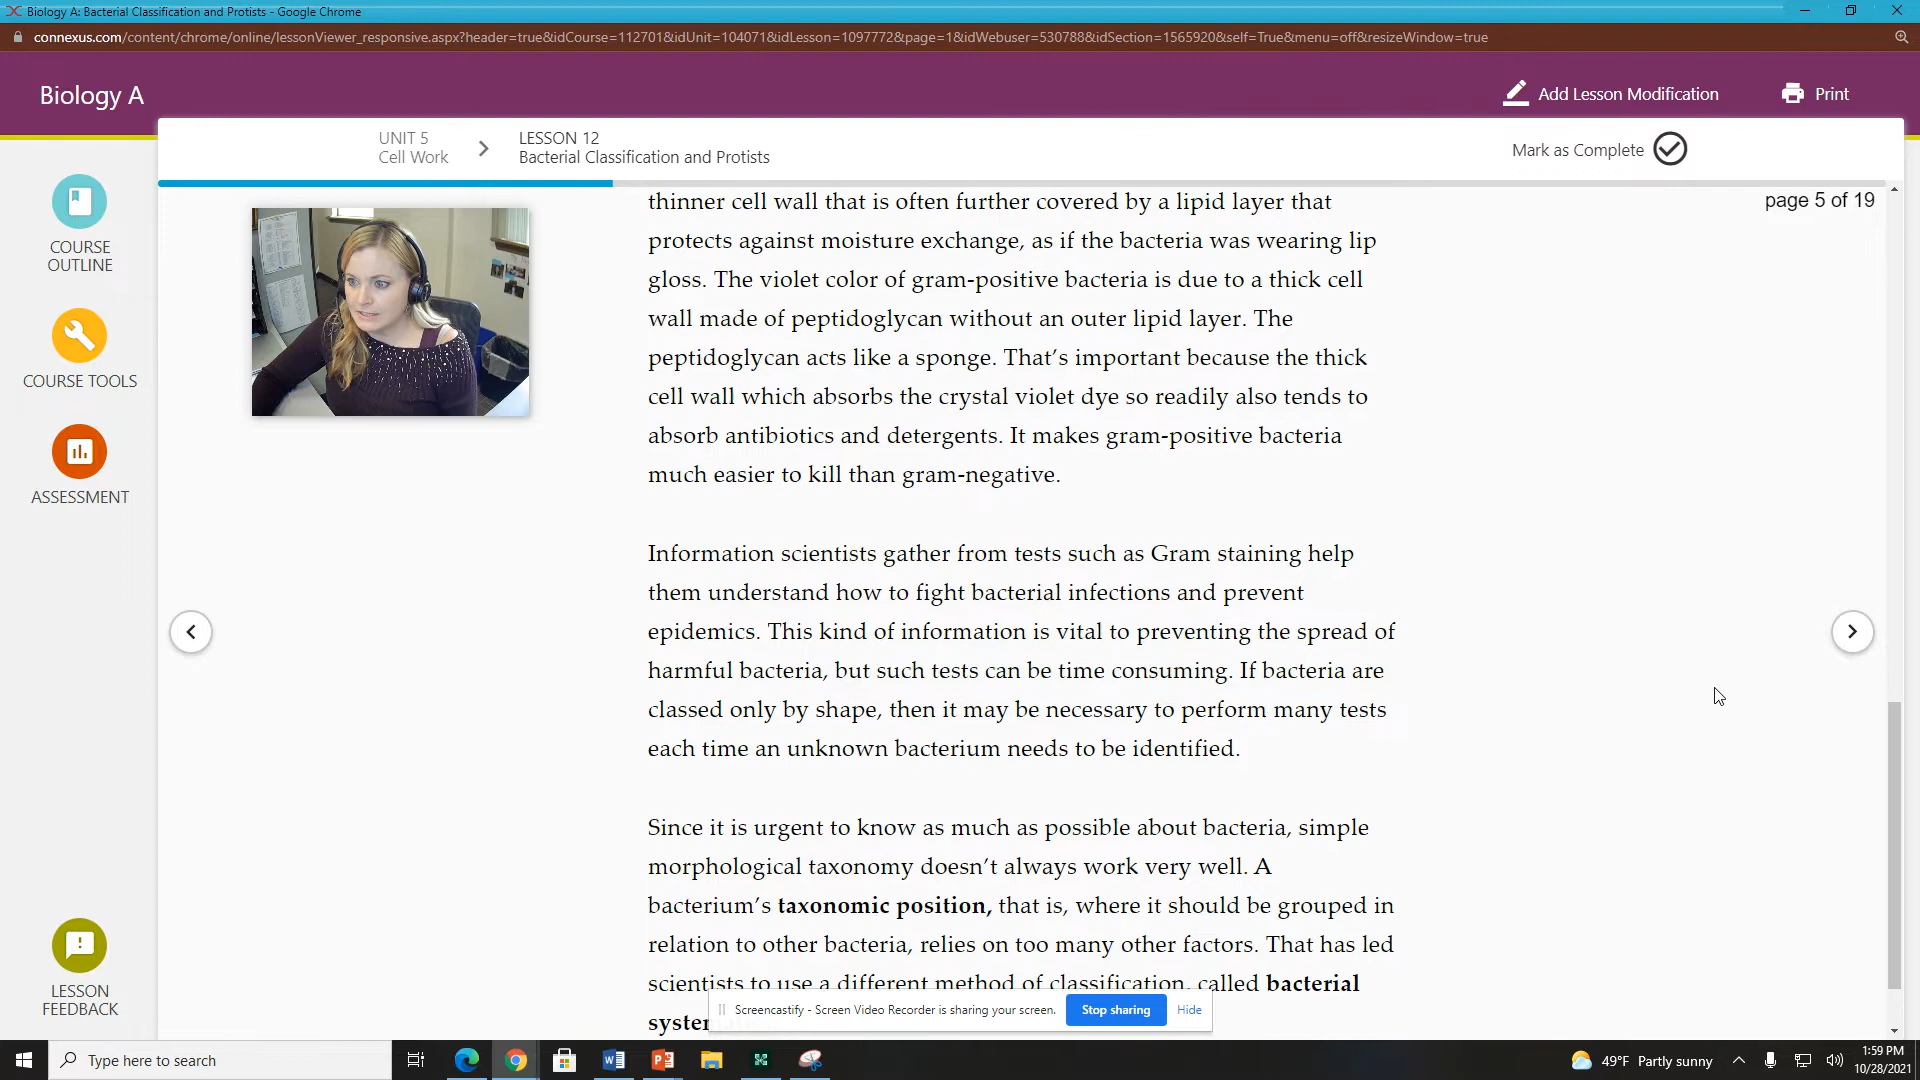 Biology A: Bacterial Classification and Protists - Google Chrome
connexus.com/content/chrome/online/lessonViewer_responsive.aspx?header=true&idCourse=112701&idUnit=104071&idLesson=1097772&page=1&idWebuser=530788&idSection=1565920&self=True&menu=off&resizeWindow=true
Biology A
Add Lesson Modification
Print
UNIT 5
Cell Work
LESSON 12
Bacterial Classification and Protists
Mark as Complete
page 5 of 19
COURSE
OUTLINE
COURSE TOOLS
ASSESSMENT
LESSON
FEEDBACK
thinner cell wall that is often further covered by a lipid layer that
protects against moisture exchange, as if the bacteria was wearing lip
gloss. The violet color of gram-positive bacteria is due to a thick cell
wall made of peptidoglycan without an outer lipid layer. The
peptidoglycan acts like a sponge. That’s important because the thick
cell wall which absorbs the crystal violet dye so readily also tends to
absorb antibiotics and detergents. It makes gram-positive bacteria
much easier to kill than gram-negative.
Information scientists gather from tests such as Gram staining help
them understand how to fight bacterial infections and prevent
epidemics. This kind of information is vital to preventing the spread of
harmful bacteria, but such tests can be time consuming. If bacteria are
classed only by shape, then it may be necessary to perform many tests
each time an unknown bacterium needs to be identified.
Since it is urgent to know as much as possible about bacteria, simple
morphological taxonomy doesn’t always work very well. A
bacterium’s taxonomic position, that is, where it should be grouped in
relation to other bacteria, relies on too many other factors. That has led
scientists to use a different method of classification, called bacterial
Screencastify - Screen Video Recorder is sharing your screen.
Stop sharing
Hide
Type here to search
49°F Partly sunny
1:59 PM
10/28/2021